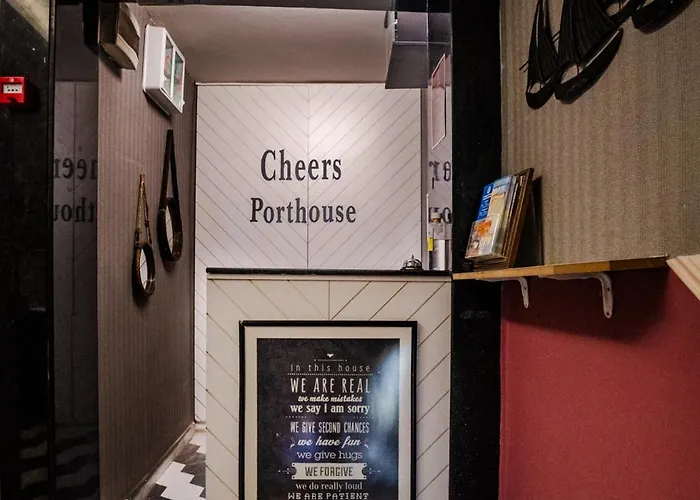 Cheers
Porthouse
in this house
WE ARE REAL
we make mistakes
we say I am sorry
WE GIVE SECOND CHANCES
we have fun
we give hugs
WE FORGIVE
we do really loud
WE ARE PATIENT